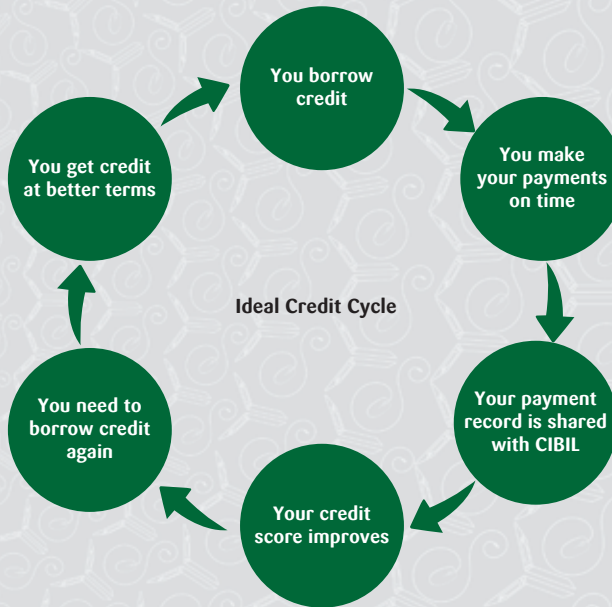 You borrow
credit
You make
your payments
on time
Your payment
record is shared
with CIBIL
Your credit
score improves
You need to
borrow credit
again
You get credit
at better terms
Ideal Credit Cycle